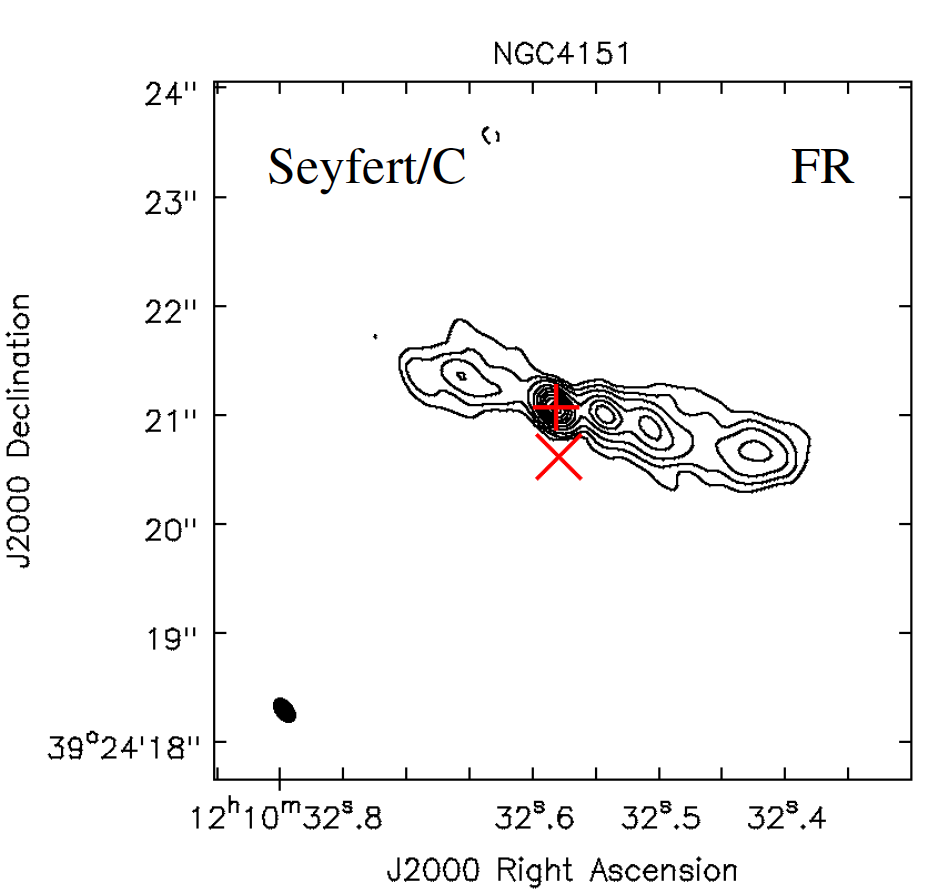 NGC4151
Seyfert/C FR
24"
23"
22"
21"
20"
19"
39°24'18"
J2000 Declination
12ʰ10ᵐ32ˢ.8 32ˢ.6 32ˢ.5 32ˢ.4
J2000 Right Ascension